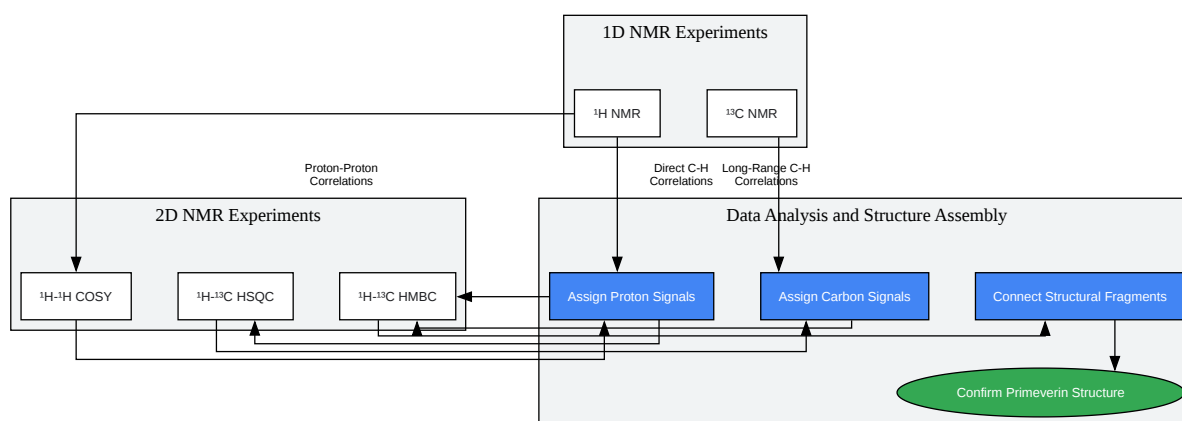 1D NMR Experiments
¹H NMR
¹³C NMR
Proton-Proton
Correlations
Direct C-H
Correlations
Long-Range C-H
Correlations
2D NMR Experiments
Data Analysis and Structure Assembly
¹H-¹H COSY
¹H-¹³C HSQC
¹H-¹³C HMBC
Assign Proton Signals
Assign Carbon Signals
Connect Structural Fragments
Confirm Primeverin Structure